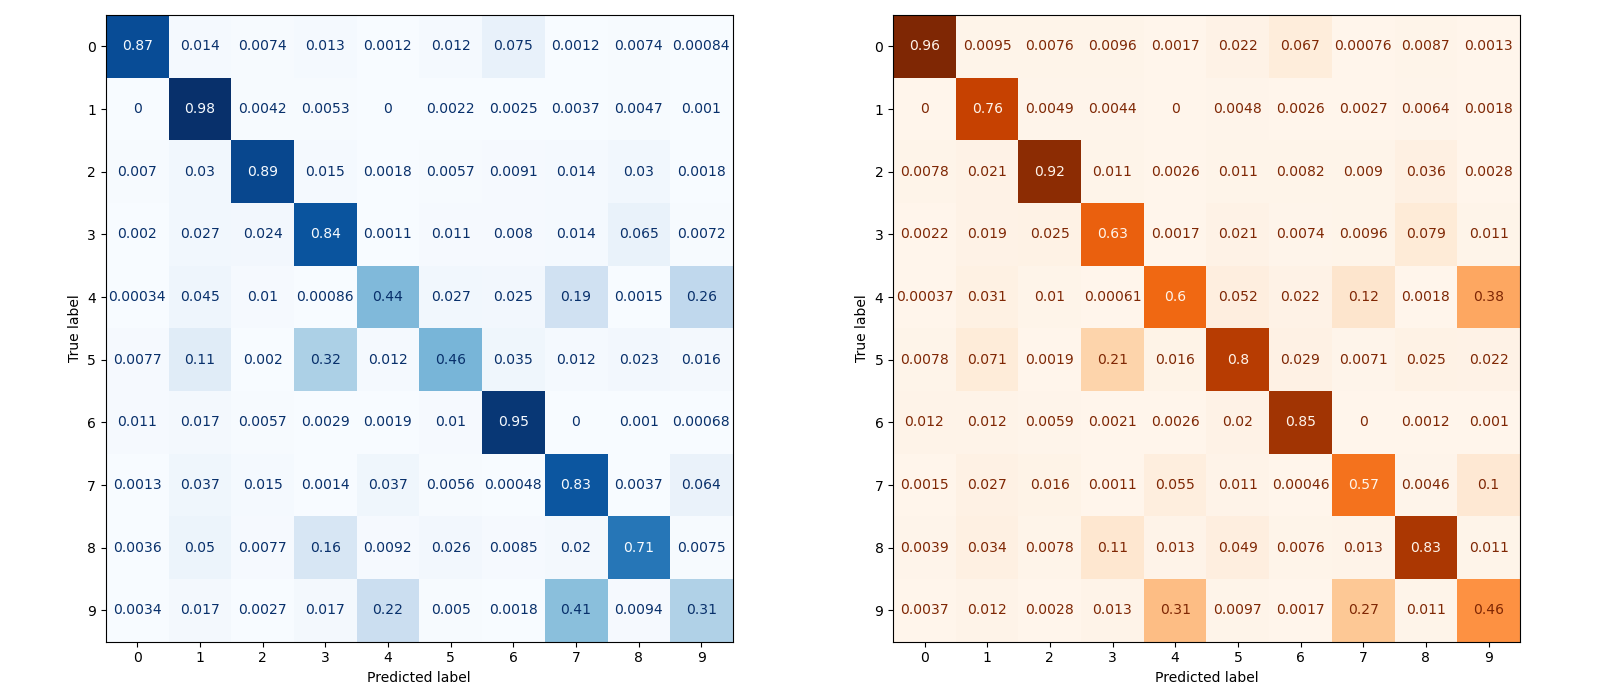 0 0.87 0.014 0.0074 0.013 0.0012 0.012 0.075 0.0012 0.0074 0.00084
1 0 0.98 0.0042 0.0053 0 0.0022 0.0025 0.0037 0.0047 0.001
2 0.007 0.03 0.89 0.015 0.0018 0.0057 0.0091 0.014 0.03 0.0018
3 0.002 0.027 0.024 0.84 0.0011 0.011 0.008 0.014 0.065 0.0072
4 0.00034 0.045 0.01 0.00086 0.44 0.027 0.025 0.19 0.0015 0.26
5 0.0077 0.11 0.002 0.32 0.012 0.46 0.035 0.012 0.023 0.016
6 0.011 0.017 0.0057 0.0029 0.0019 0.01 0.95 0 0.001 0.00068
7 0.0013 0.037 0.015 0.0014 0.037 0.0056 0.00048 0.83 0.0037 0.064
8 0.0036 0.05 0.0077 0.16 0.0092 0.026 0.0085 0.02 0.71 0.0075
9 0.0034 0.017 0.0027 0.017 0.22 0.005 0.0018 0.41 0.0094 0.31
0 1 2 3 4 5 6 7 8 9
Predicted label
True label
0 0.96 0.0095 0.0076 0.0096 0.0017 0.022 0.067 0.00076 0.0087 0.0013
1 0 0.76 0.0049 0.0044 0 0.0048 0.0026 0.0027 0.0064 0.0018
2 0.0078 0.021 0.92 0.011 0.0026 0.011 0.0082 0.009 0.036 0.0028
3 0.0022 0.019 0.025 0.63 0.0017 0.021 0.0074 0.0096 0.079 0.011
4 0.00037 0.031 0.01 0.00061 0.6 0.052 0.022 0.12 0.0018 0.38
5 0.0078 0.071 0.0019 0.21 0.016 0.8 0.029 0.0071 0.025 0.022
6 0.012 0.012 0.0059 0.0021 0.0026 0.02 0.85 0 0.0012 0.001
7 0.0015 0.027 0.016 0.0011 0.055 0.011 0.00046 0.57 0.0046 0.1
8 0.0039 0.034 0.0078 0.11 0.013 0.049 0.0076 0.013 0.83 0.011
9 0.0037 0.012 0.0028 0.013 0.31 0.0097 0.0017 0.27 0.011 0.46
0 1 2 3 4 5 6 7 8 9
Predicted label
True label